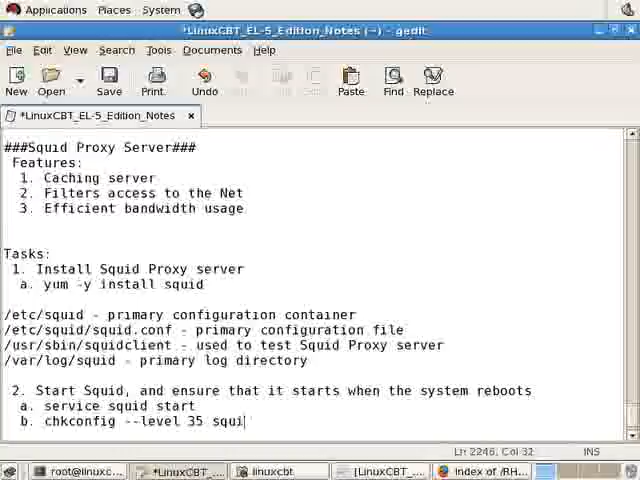 Applications Places System
*LinuxCBT_EL-5_Edition_Notes (~) - gedit
File Edit View Search Tools Documents Help
New Open Save Print. Undo Paste Find Replace
*LinuxCBT_EL-5_Edition_Notes ×
###Squid Proxy Server###
Features:
1. Caching server
2. Filters access to the Net
3. Efficient bandwidth usage
Tasks:
1. Install Squid Proxy server
a. yum -y install squid
/etc/squid - primary configuration container
/etc/squid/squid.conf - primary configuration file
/usr/sbin/squidclient - used to test Squid Proxy server
/var/log/squid - primary log directory
2. Start Squid, and ensure that it starts when the system reboots
a. service squid start
b. chkconfig --level 35 squi
Ln 2246, Col 32 INS
root@linuxc... *LinuxCBT_... linuxcbt [LinuxCBT_... Index of /RH...